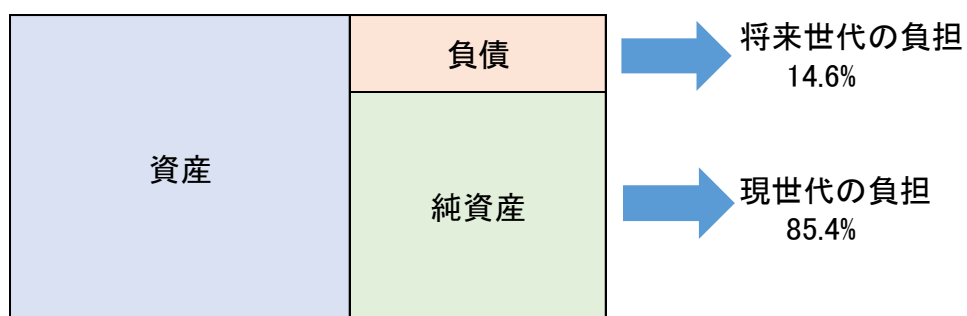 負債
将来世代の負担
14.6%
資産
純資産
現世代の負担
85.4%